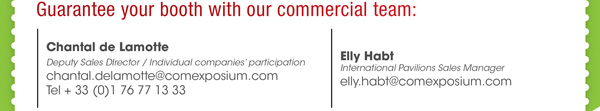 Guarantee your booth with our commercial team:
Chantal de Lamotte
Deputy Sales Director / Individual companies' participation
chantal.delamotte@comexposium.com
Tel + 33 (0)1 76 77 13 33
Elly Habt
International Pavilions Sales Manager
elly.habt@comexposium.com